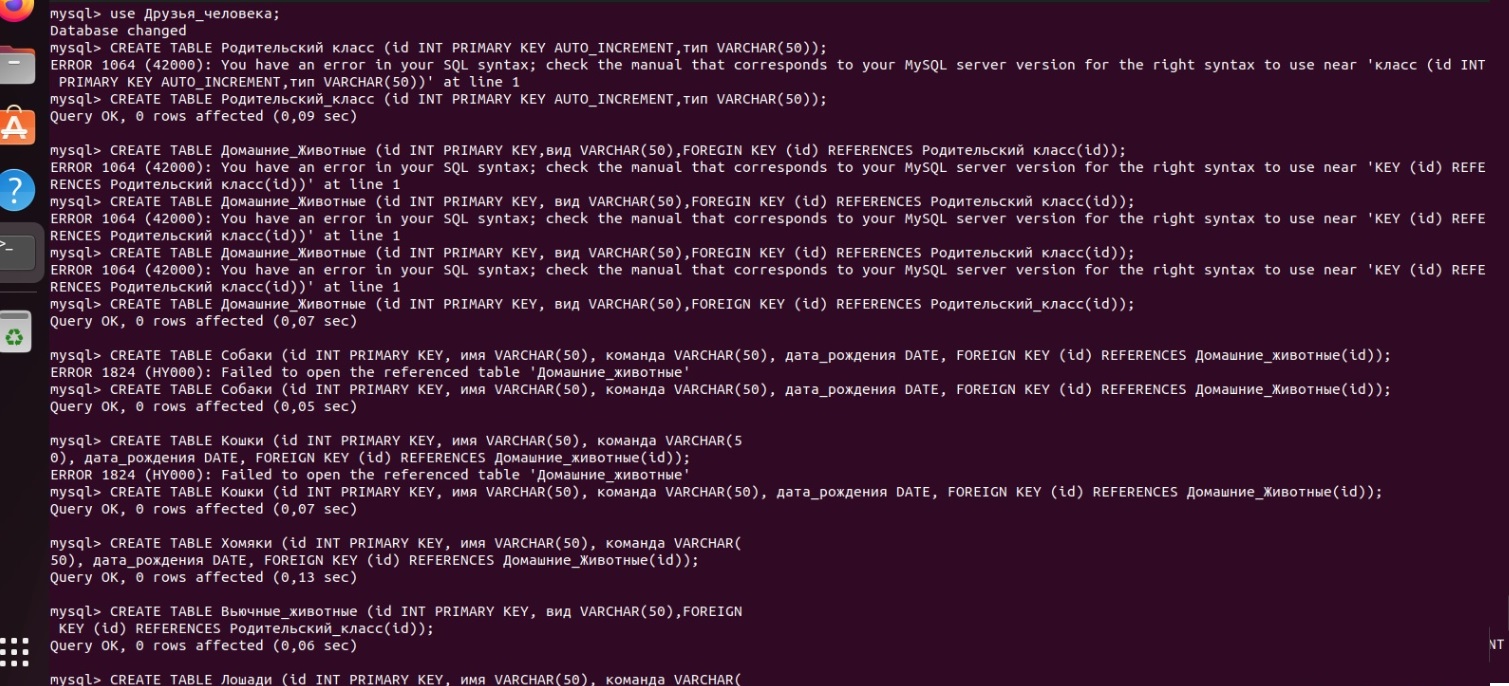 mysql> use Друзья_человека;
Database changed
mysql> CREATE TABLE Родительский класс (id INT PRIMARY KEY AUTO_INCREMENT,тип VARCHAR(50));
ERROR 1064 (42000): You have an error in your SQL syntax; check the manual that corresponds to your MySQL server version for the right syntax to use near 'класс (id INT
 PRIMARY KEY AUTO_INCREMENT,тип VARCHAR(50))' at line 1
mysql> CREATE TABLE Родительский_класс (id INT PRIMARY KEY AUTO_INCREMENT,тип VARCHAR(50));
Query OK, 0 rows affected (0,09 sec)
mysql> CREATE TABLE Домашние_Животные (id INT PRIMARY KEY,вид VARCHAR(50),FOREGIN KEY (id) REFERENCES Родительский класс(id));
ERROR 1064 (42000): You have an error in your SQL syntax; check the manual that corresponds to your MySQL server version for the right syntax to use near 'KEY (id) REFE
RENCES Родительский класс(id))' at line 1
mysql> CREATE TABLE Домашние_Животные (id INT PRIMARY KEY, вид VARCHAR(50),FOREGIN KEY (id) REFERENCES Родительский класс(id));
ERROR 1064 (42000): You have an error in your SQL syntax; check the manual that corresponds to your MySQL server version for the right syntax to use near 'KEY (id) REFE
RENCES Родительский класс(id))' at line 1
mysql> CREATE TABLE Домашние_Животные (id INT PRIMARY KEY, вид VARCHAR(50),FOREGIN KEY (id) REFERENCES Родительский класс(id));
ERROR 1064 (42000): You have an error in your SQL syntax; check the manual that corresponds to your MySQL server version for the right syntax to use near 'KEY (id) REFE
RENCES Родительский класс(id))' at line 1
mysql> CREATE TABLE Домашние_Животные (id INT PRIMARY KEY, вид VARCHAR(50),FOREIGN KEY (id) REFERENCES Родительский_класс(id));
Query OK, 0 rows affected (0,07 sec)
mysql> CREATE TABLE Собаки (id INT PRIMARY KEY, имя VARCHAR(50), команда VARCHAR(50), дата_рождения DATE, FOREIGN KEY (id) REFERENCES Домашние_животные(id));
ERROR 1824 (HY000): Failed to open the referenced table 'Домашние_животные'
mysql> CREATE TABLE Собаки (id INT PRIMARY KEY, имя VARCHAR(50), команда VARCHAR(50), дата_рождения DATE, FOREIGN KEY (id) REFERENCES Домашние_Животные(id));
Query OK, 0 rows affected (0,05 sec)
mysql> CREATE TABLE Кошки (id INT PRIMARY KEY, имя VARCHAR(50), команда VARCHAR(5
0), дата_рождения DATE, FOREIGN KEY (id) REFERENCES Домашние_животные(id));
ERROR 1824 (HY000): Failed to open the referenced table 'Домашние_животные'
mysql> CREATE TABLE Кошки (id INT PRIMARY KEY, имя VARCHAR(50), команда VARCHAR(50), дата_рождения DATE, FOREIGN KEY (id) REFERENCES Домашние_Животные(id));
Query OK, 0 rows affected (0,07 sec)
mysql> CREATE TABLE Хомяки (id INT PRIMARY KEY, имя VARCHAR(50), команда VARCHAR(
50), дата_рождения DATE, FOREIGN KEY (id) REFERENCES Домашние_Животные(id));
Query OK, 0 rows affected (0,13 sec)
mysql> CREATE TABLE Вьючные_животные (id INT PRIMARY KEY, вид VARCHAR(50),FOREIGN
 KEY (id) REFERENCES Родительский_класс(id));
Query OK, 0 rows affected (0,06 sec)
NT
mysql> CREATE TABLE Лошади (id INT PRIMARY KEY, имя VARCHAR(50), команда VARCHAR(